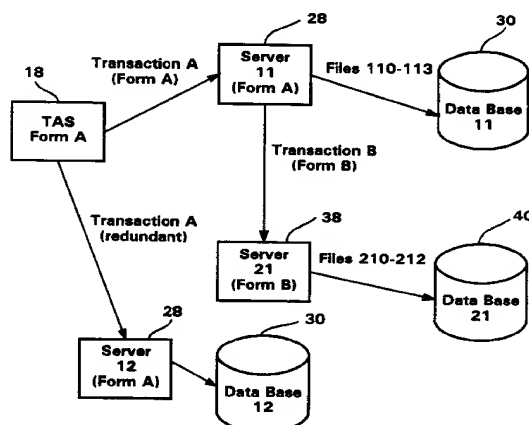 28
30
18
Transaction A
(Form A)
Server
11
(Form A)
Files 110-113
TAS
Form A
Data Base
11
Transaction B
(Form B)
Transaction A
(redundant)
38
40
Server
21
(Form B)
Files 210-212
Data Base
21
28
30
Server
12
(Form A)
Data Base
12